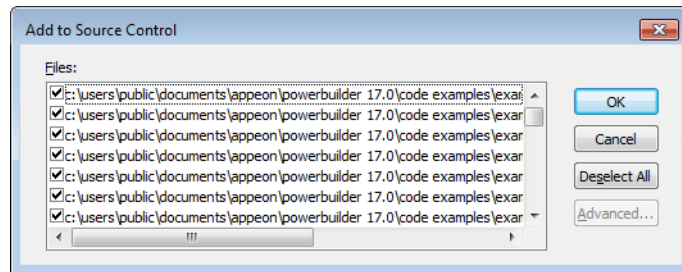 Add to Source Control
Files:
c:\users\public\documents\appeon\powerbuilder 17.0\code examples\exar
c:\users\public\documents\appeon\powerbuilder 17.0\code examples\exar
c:\users\public\documents\appeon\powerbuilder 17.0\code examples\exar
c:\users\public\documents\appeon\powerbuilder 17.0\code examples\exar
c:\users\public\documents\appeon\powerbuilder 17.0\code examples\exar
c:\users\public\documents\appeon\powerbuilder 17.0\code examples\exar
c:\users\public\documents\appeon\powerbuilder 17.0\code examples\exar
OK
Cancel
Deselect All
Advanced...